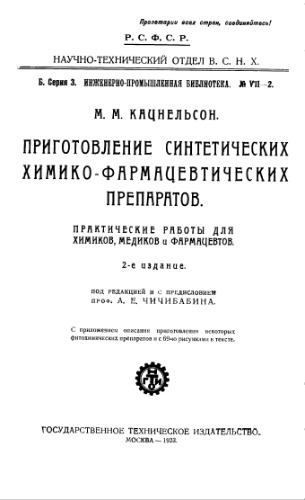 Пролетарии всех стран, соединяйтесь!
Р. С. Ф. С. Р.
НАУЧНО-ТЕХНИЧЕСКИЙ ОТДЕЛ В. С. Н. Х.
Б. Серия 3. ИНЖЕНЕРНО-ПРОМЫШЛЕННАЯ БИБЛИОТЕКА. № VII—2.
М. М. КАЦНЕЛЬСОН.
ПРИГОТОВЛЕНИЕ СИНТЕТИЧЕСКИХ
ХИМИКО-ФАРМАЦЕВТИЧЕСКИХ
ПРЕПАРАТОВ.
ПРАКТИЧЕСКИЕ РАБОТЫ ДЛЯ
ХИМИКОВ, МЕДИКОВ и ФАРМАЦЕВТОВ.
2-е издание.
ПОД РЕДАКЦИЕЙ И С ПРЕДИСЛОВИЕМ
ПРОФ. А. Е. ЧИЧИБАБИНА.
С приложением описания приготовления некоторых
фитохимических препаратов и с 69-ю рисунками в тексте.
ГОСУДАРСТВЕННОЕ ТЕХНИЧЕСКОЕ ИЗДАТЕЛЬСТВО.
МОСКВА—1923.